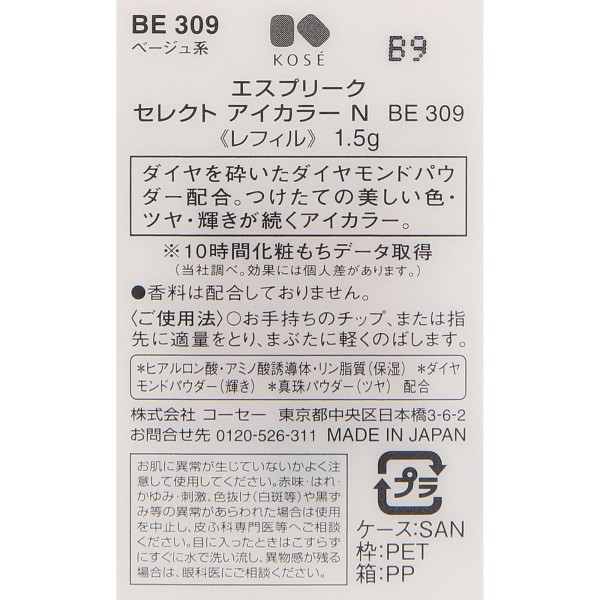 BE 309
ベージュ系
KOSÉ
B9
エスプリーク
セレクト アイカラー N BE 309
《レフィル》 1.5g
ダイヤを砕いたダイヤモンドパウ
ダー配合。つけたての美しい色・
ツヤ・輝きが続くアイカラー。
※10時間化粧もちデータ取得
(当社調べ。効果には個人差があります。)
●香料は配合しておりません。
〈ご使用法〉○お手持ちのチップ、または指
先に適量をとり、まぶたに軽くのばします。
*ヒアルロン酸・アミノ酸誘導体・リン脂質(保湿) *ダイヤ
モンドパウダー(輝き) *真珠パウダー(ツヤ) 配合
株式会社 コーセー 東京都中央区日本橋3-6-2
お問合せ先 0120-526-311 MADE IN JAPAN
お肌に異常が生じていないかよく注
意して使用してください。赤味・はれ・
かゆみ・刺激、色抜け(白斑等)や黒ず
み等の異常があらわれた場合は使用
を中止し、皮ふ科専門医等へご相談
ください。目に入ったときはこすらず
にすぐに水で洗い流し、異物感が残る
場合は、眼科医にご相談ください。
プラ
ケース:SAN
枠:PET
箱:PP